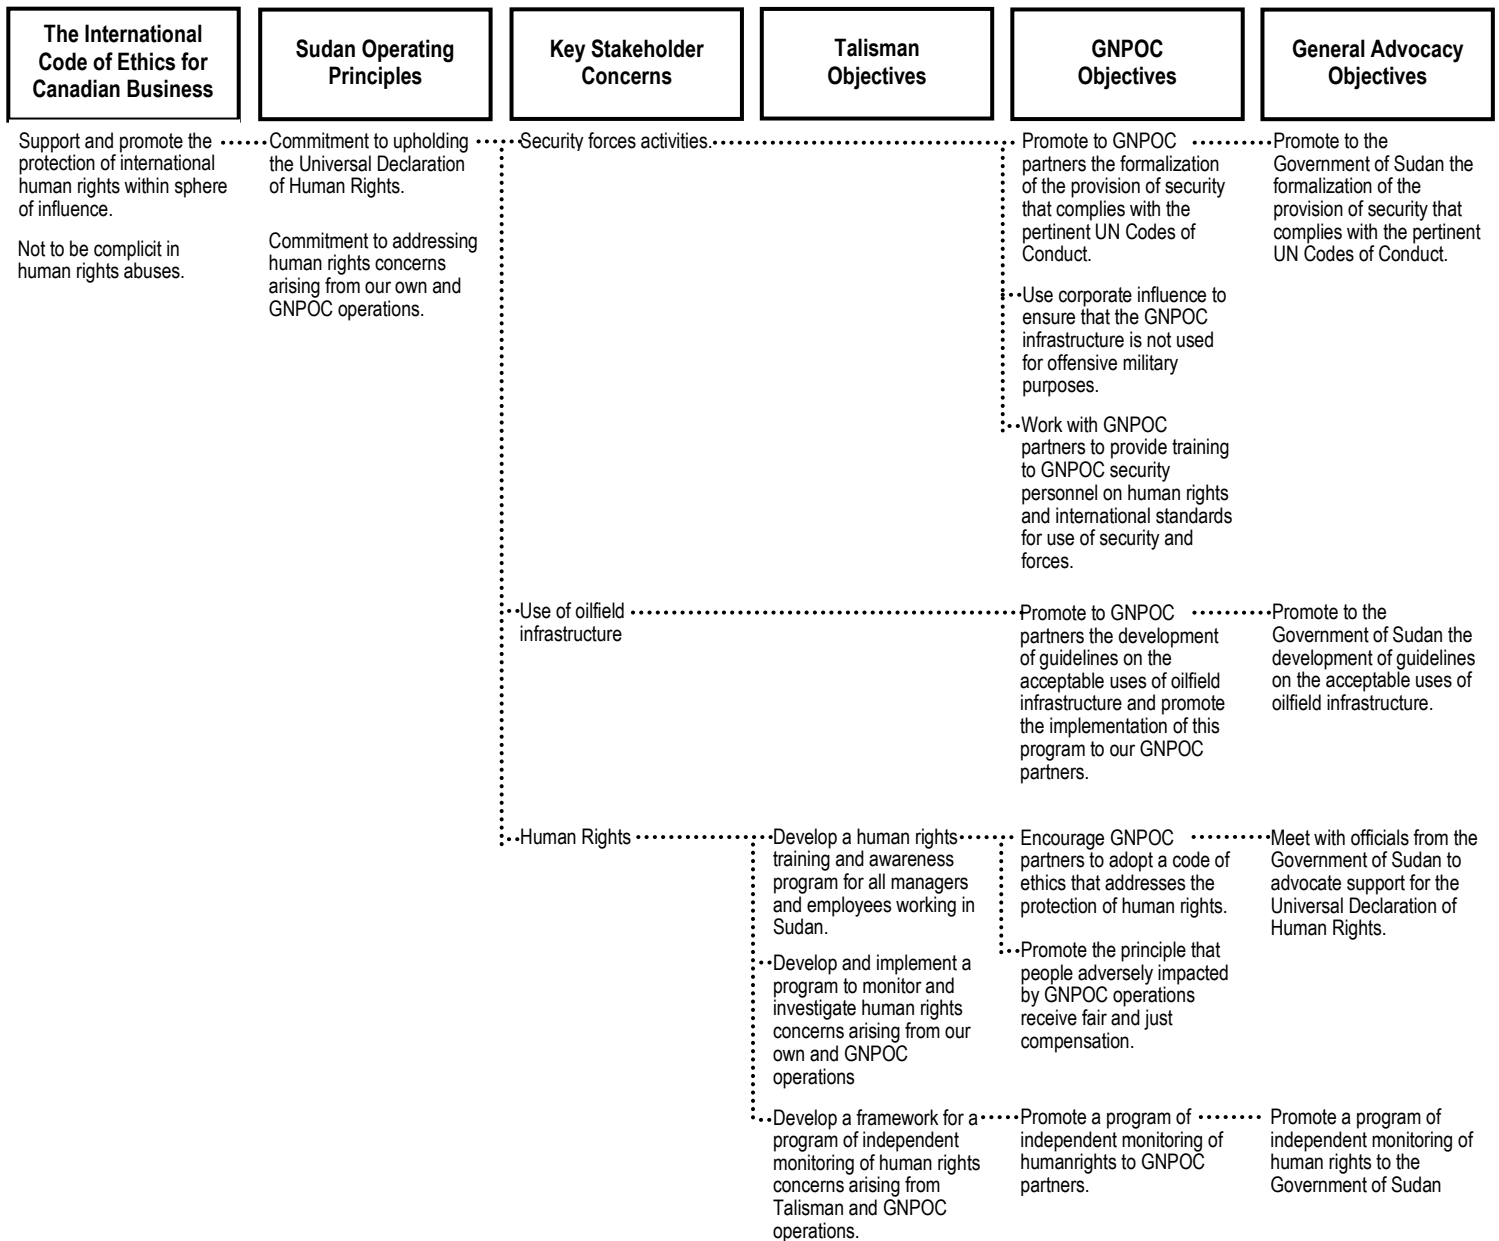 The International
Code of Ethics for
Canadian Business
Sudan Operating
Principles
Key Stakeholder
Concerns
Talisman
Objectives
GNPOC
Objectives
General Advocacy
Objectives
Support and promote the
protection of international
human rights within sphere
of influence.
Not to be complicit in
human rights abuses.
Commitment to upholding
the Universal Declaration
of Human Rights.
Commitment to addressing
human rights concerns
arising from our own and
GNPOC operations.
Security forces activities.
Promote to GNPOC
partners the formalization
of the provision of security
that complies with the
pertinent UN Codes of
Conduct.
Promote to the
Government of Sudan the
formalization of the
provision of security that
complies with the pertinent
UN Codes of Conduct.
Use corporate influence to
ensure that the GNPOC
infrastructure is not used
for offensive military
purposes.
Work with GNPOC
partners to provide training
to GNPOC security
personnel on human rights
and international standards
for use of security and
forces.
Use of oilfield
infrastructure
Promote to GNPOC
partners the development
of guidelines on the
acceptable uses of oilfield
infrastructure and promote
the implementation of this
program to our GNPOC
partners.
Promote to the
Government of Sudan the
development of guidelines
on the acceptable uses of
oilfield infrastructure.
Human Rights
Develop a human rights
training and awareness
program for all managers
and employees working in
Sudan.
Encourage GNPOC
partners to adopt a code of
ethics that addresses the
protection of human rights.
Meet with officials from the
Government of Sudan to
advocate support for the
Universal Declaration of
Human Rights.
Develop and implement a
program to monitor and
investigate human rights
concerns arising from our
own and GNPOC
operations
Promote the principle that
people adversely impacted
by GNPOC operations
receive fair and just
compensation.
Develop a framework for a
program of independent
monitoring of human rights
concerns arising from
Talisman and GNPOC
operations.
Promote a program of
independent monitoring of
humanrights to GNPOC
partners.
Promote a program of
independent monitoring of
human rights to the
Government of Sudan